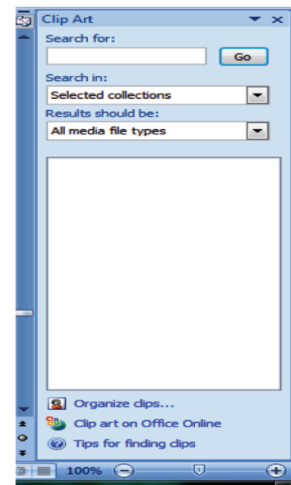 Clip Art
Search for:
Go
Search in:
Selected collections
Results should be:
All media file types
Organize clips...
Clip art on Office Online
Tips for finding clips
100%